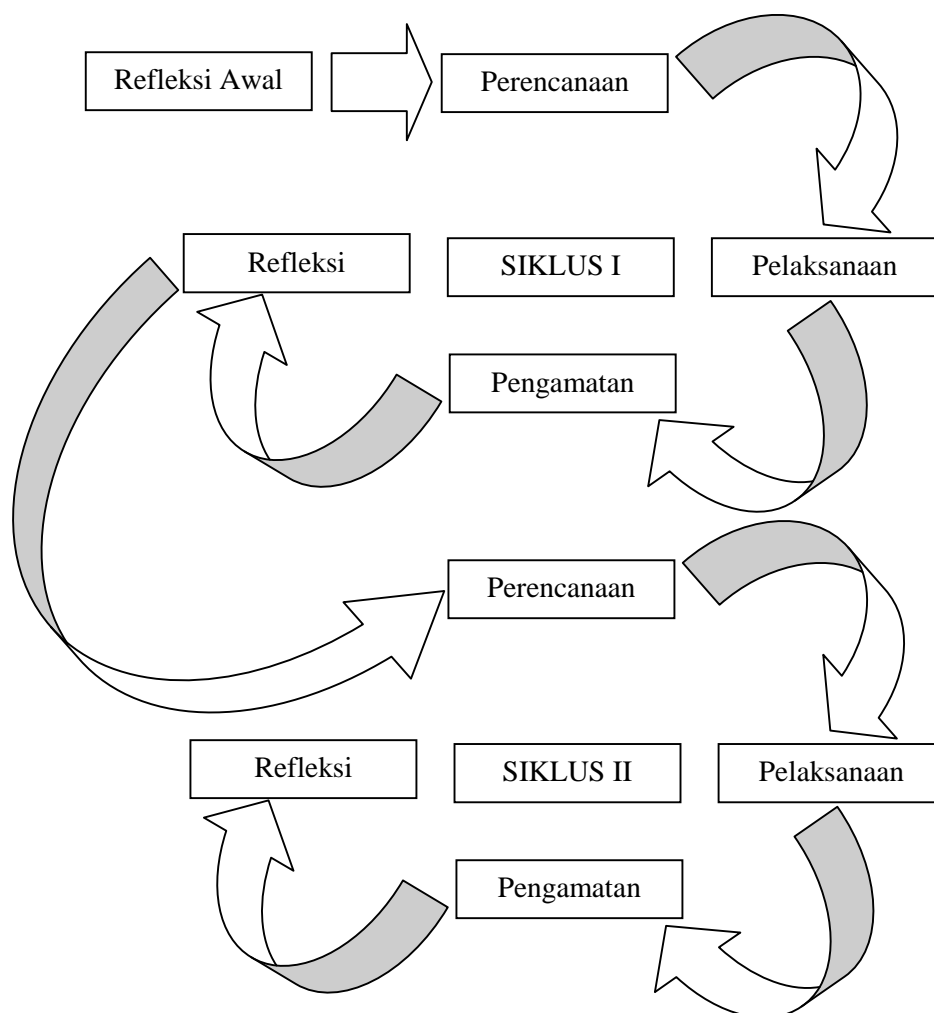 Refleksi Awal
Perencanaan
Refleksi
SIKLUS I
Pelaksanaan
Pengamatan
Perencanaan
Refleksi
SIKLUS II
Pelaksanaan
Pengamatan